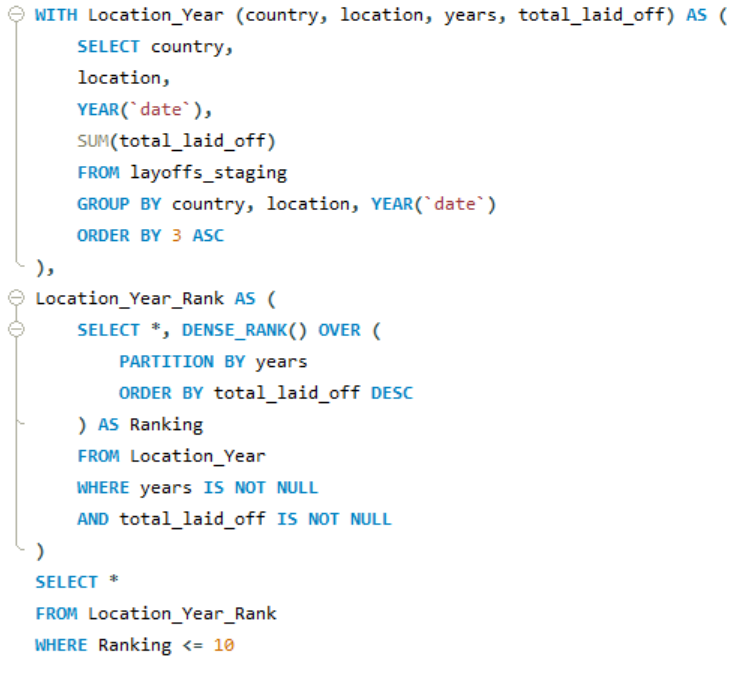 WITH Location_Year (country, location, years, total_laid_off) AS (
    SELECT country,
    location,
    YEAR(`date`),
    SUM(total_laid_off)
    FROM layoffs_staging
    GROUP BY country, location, YEAR(`date`)
    ORDER BY 3 ASC
),
Location_Year_Rank AS (
    SELECT *, DENSE_RANK() OVER (
        PARTITION BY years
        ORDER BY total_laid_off DESC
    ) AS Ranking
    FROM Location_Year
    WHERE years IS NOT NULL
    AND total_laid_off IS NOT NULL
)
SELECT *
FROM Location_Year_Rank
WHERE Ranking <= 10